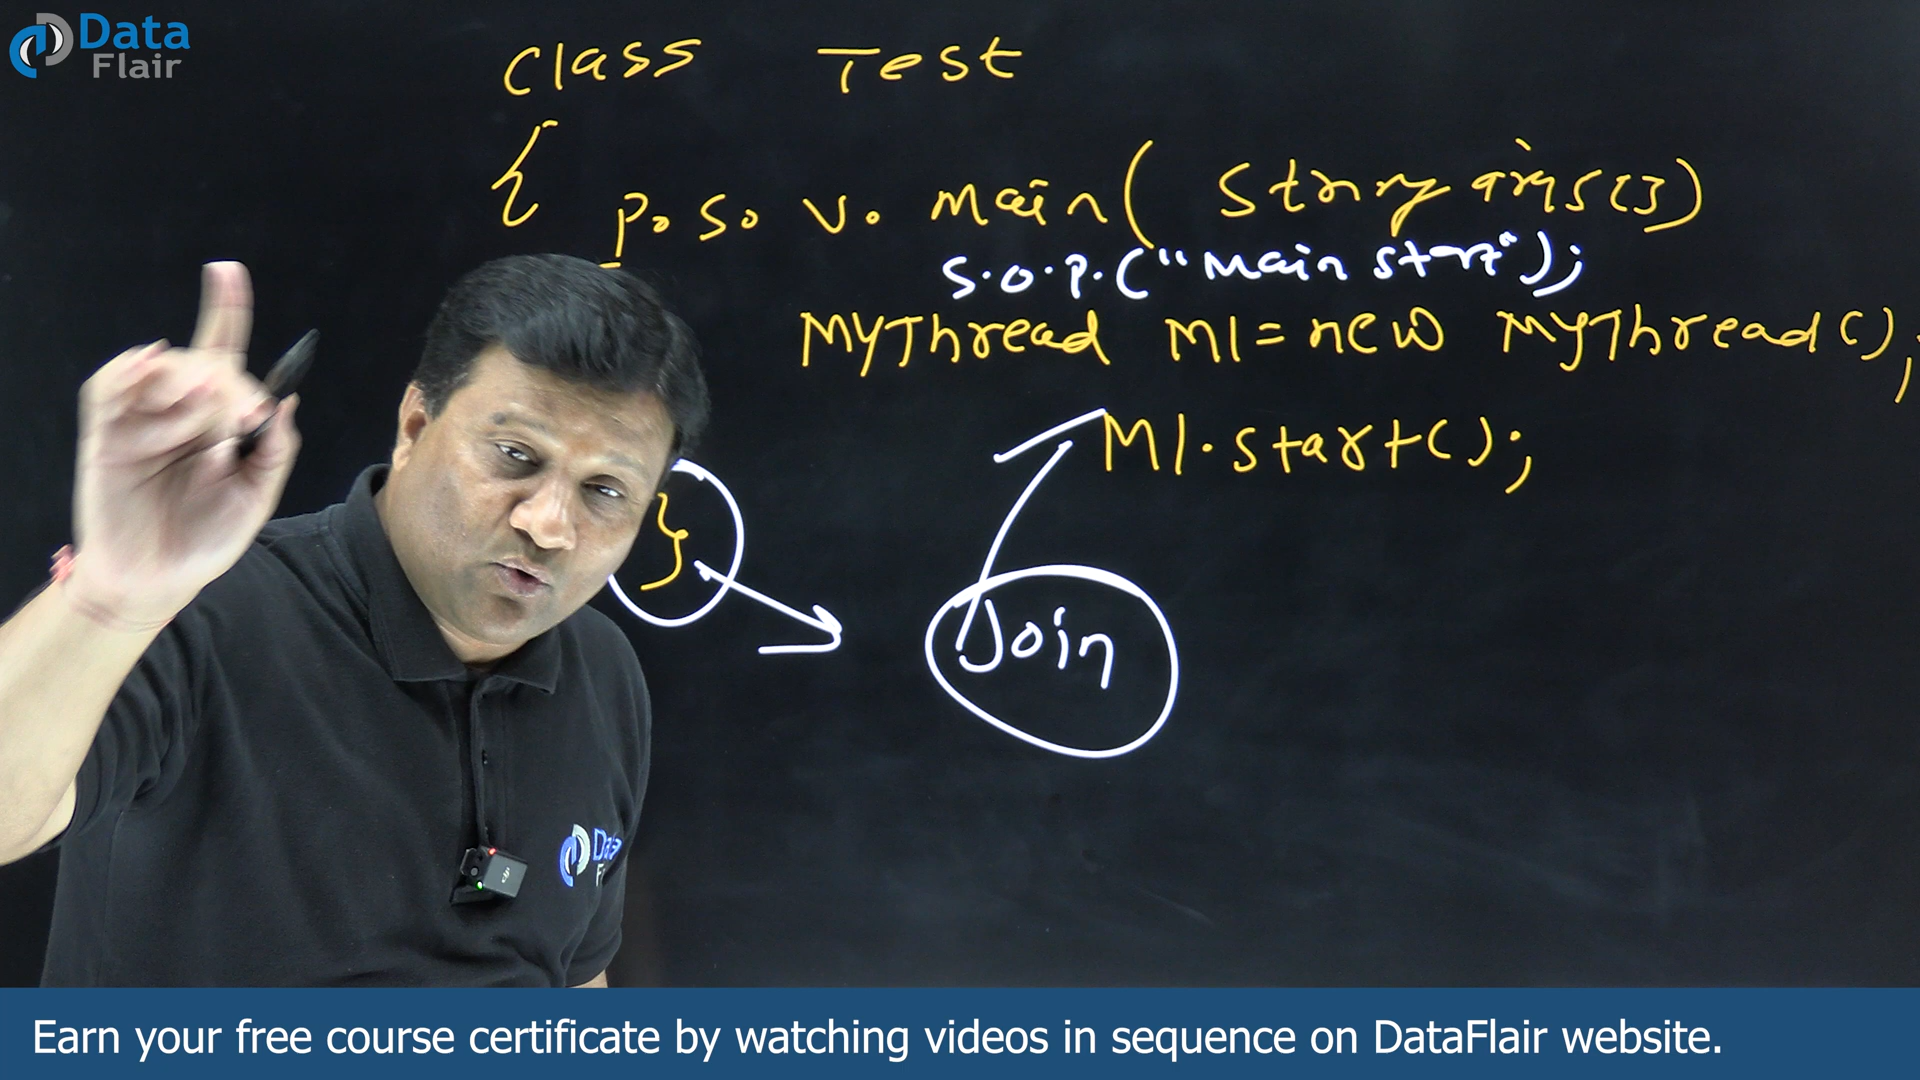 Data
Flair
class Test
{
P. S. V. main( String args[])
S.O.P.("Main start");
MyThread M1 = new MyThread();
M1.start();
}
Join
Data
F
Earn your free course certificate by watching videos in sequence on DataFlair website.